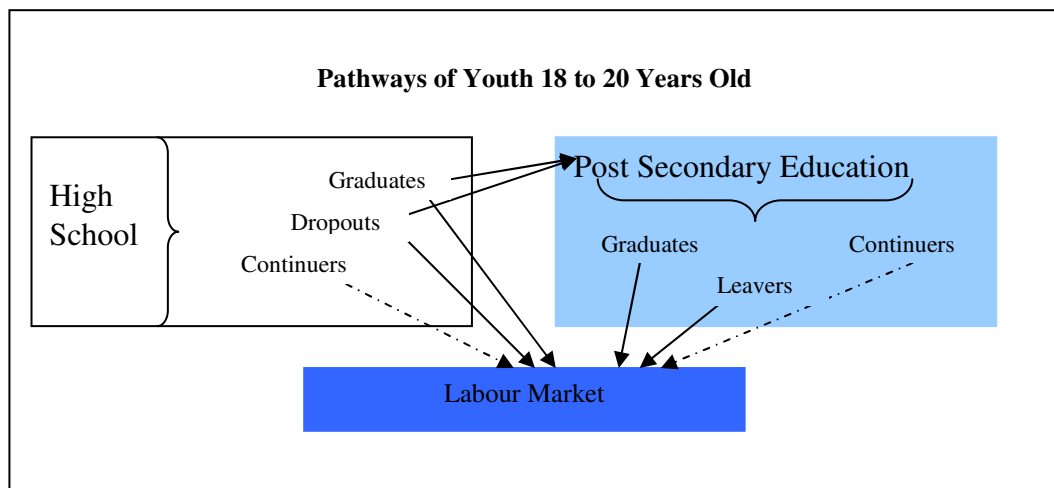 Pathways of Youth 18 to 20 Years Old
High
School
Graduates
Dropouts
Continuers
Post Secondary Education
Graduates
Continuers
Leavers
Labour Market